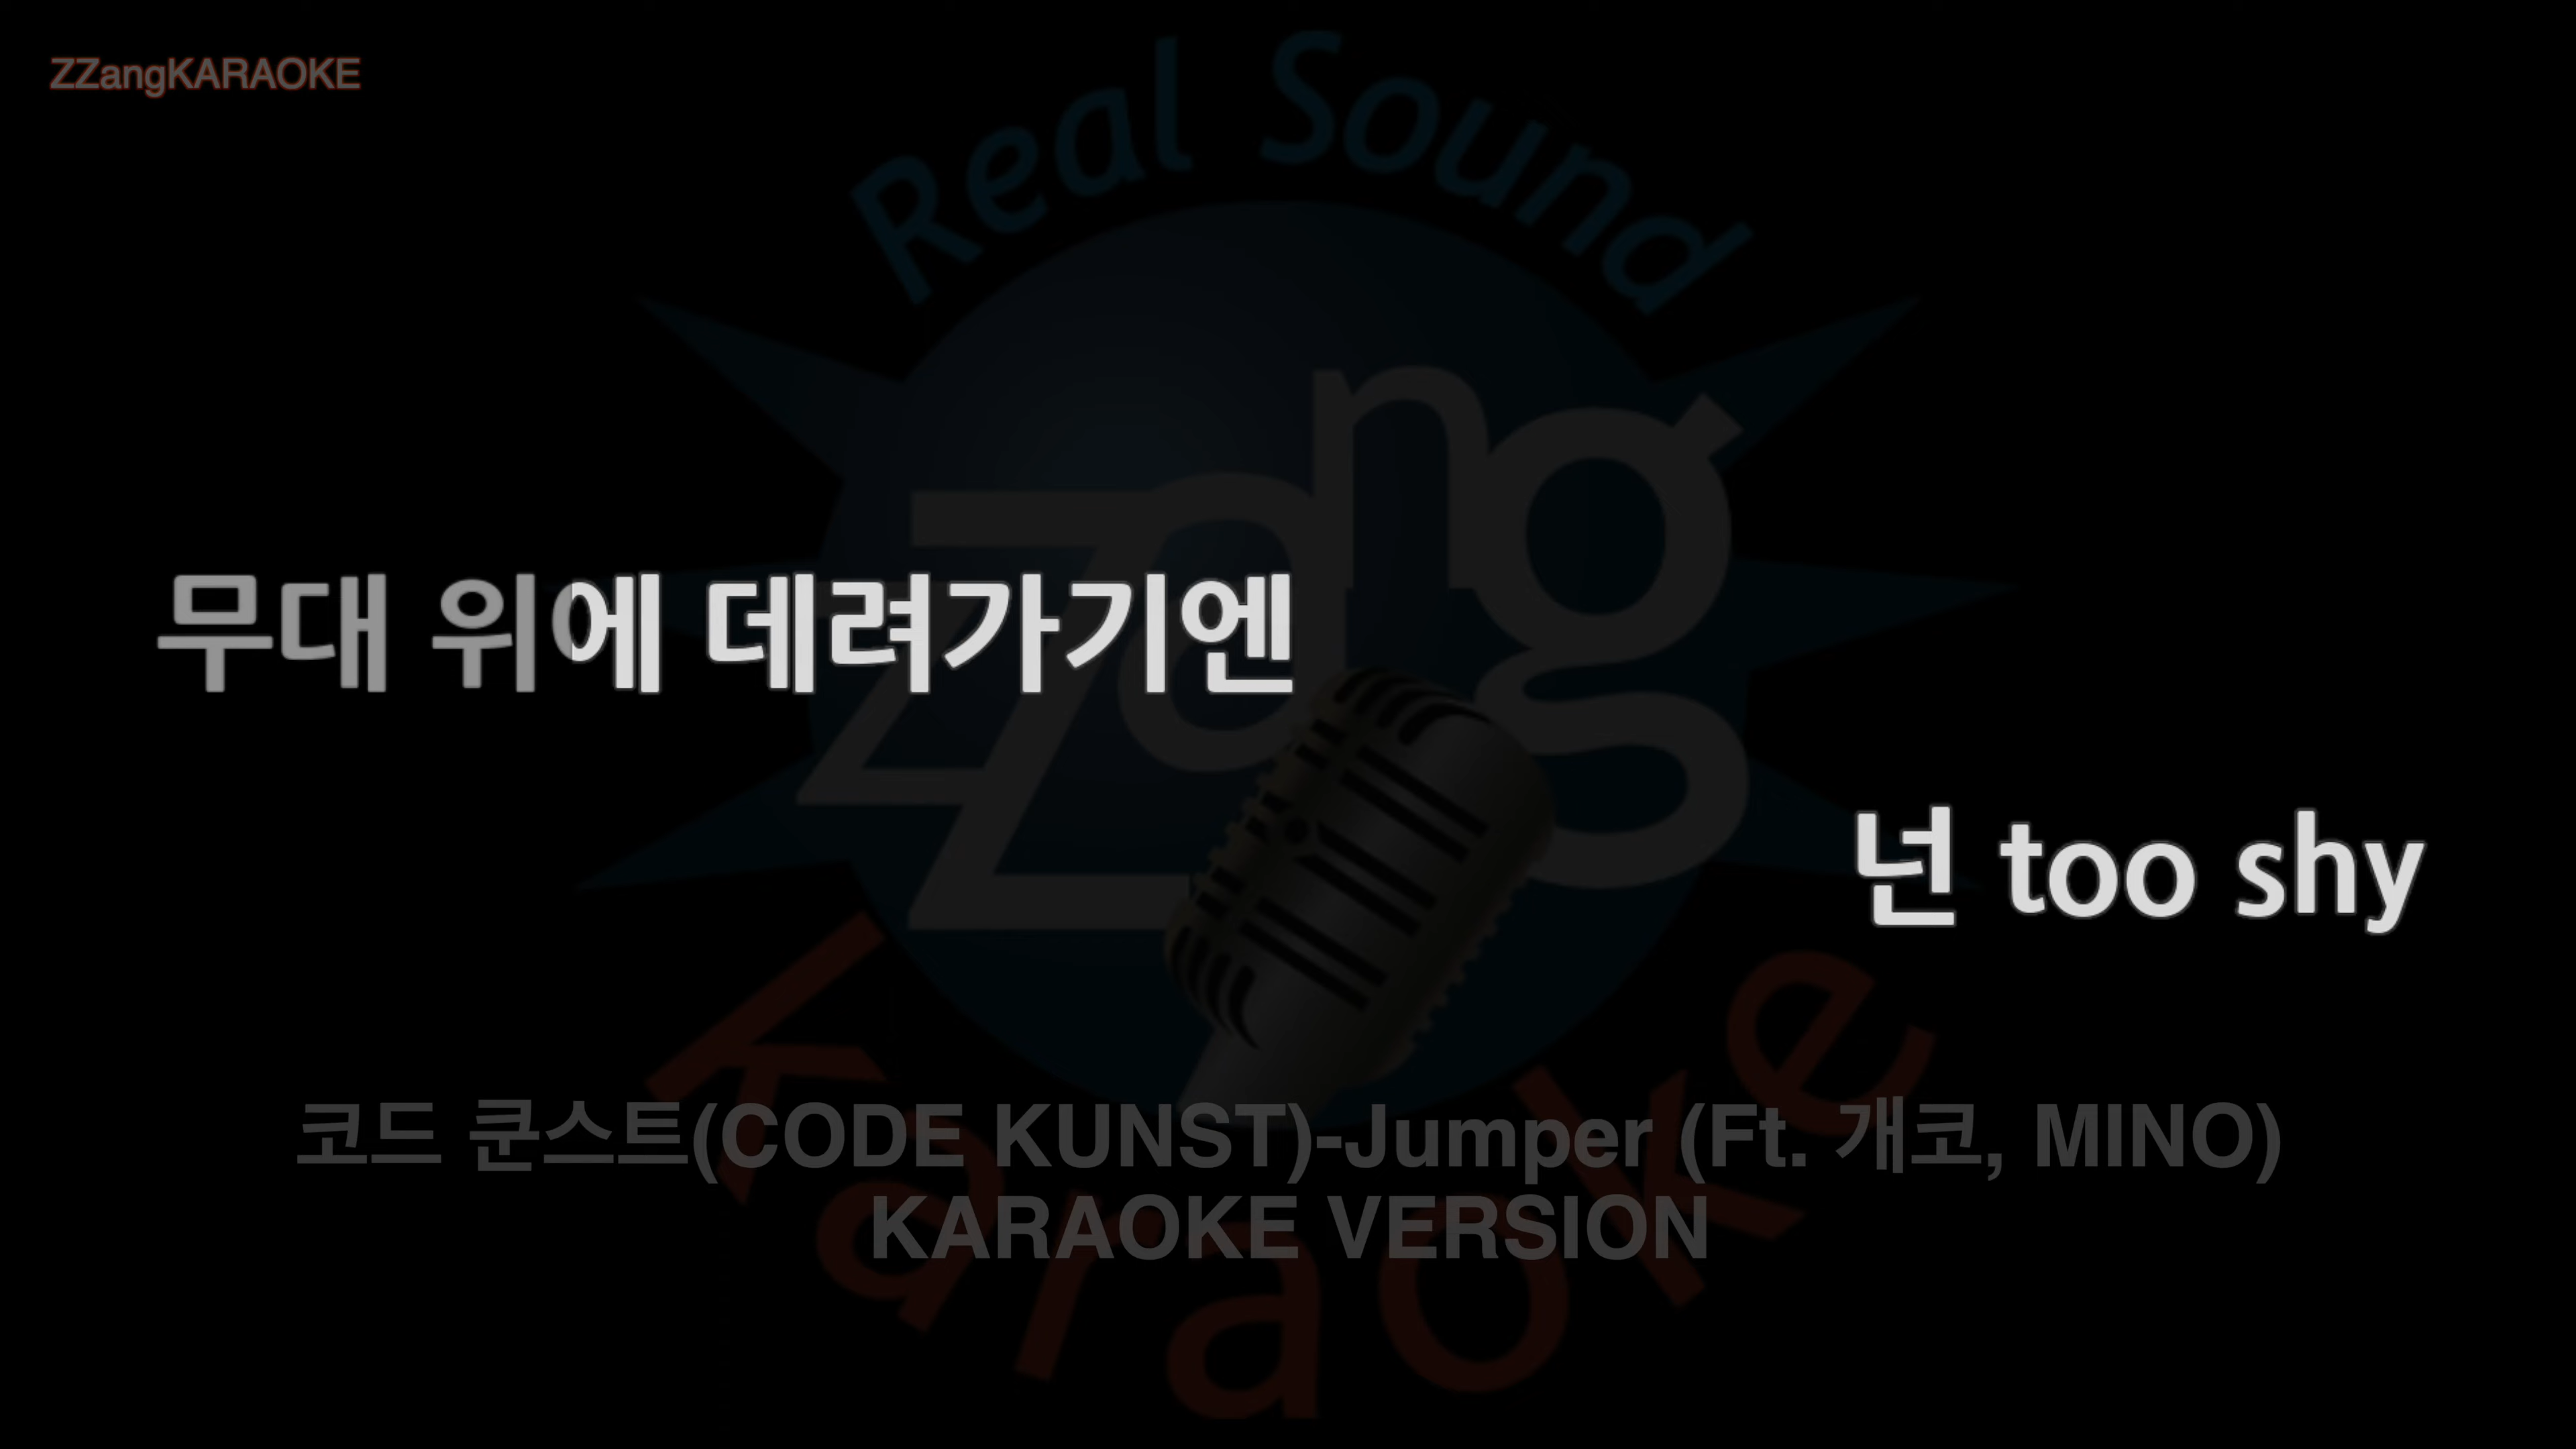 ZZangKARAOKE
Real Sound
ZZang
무대 위에 데려가기엔
넌 too shy
코드 쿤스트(CODE KUNST)-Jumper (Ft. 개코, MINO)
KARAOKE VERSION
Karaoke